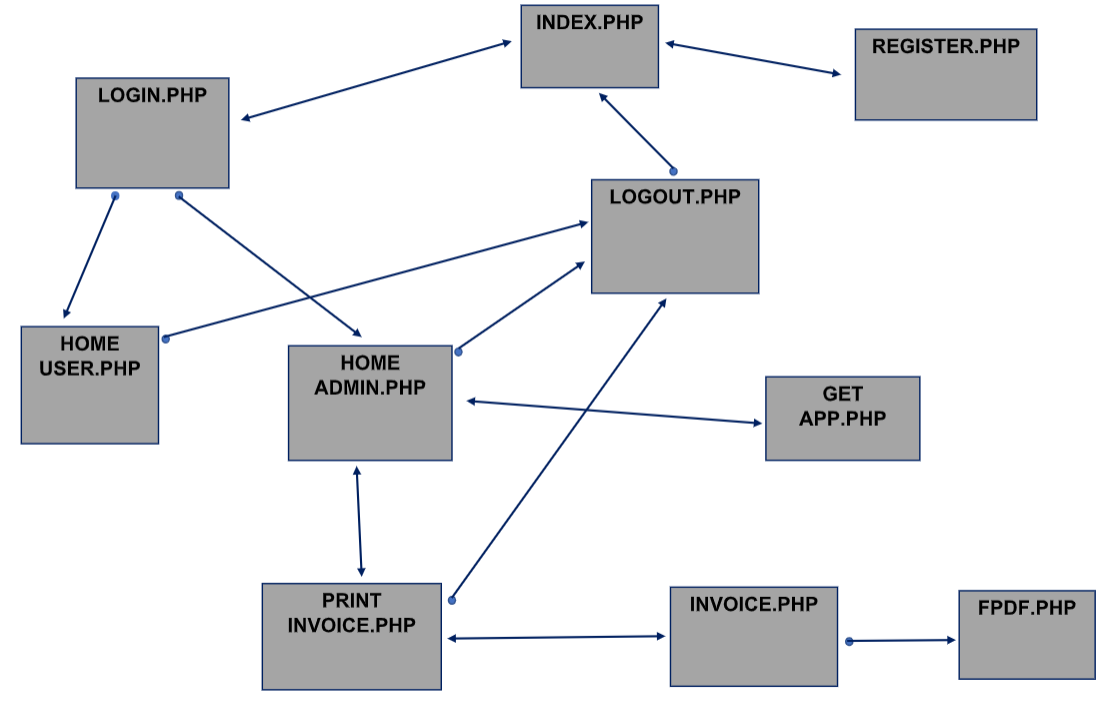 INDEX.PHP
REGISTER.PHP
LOGIN.PHP
LOGOUT.PHP
HOME
USER.PHP
HOME
ADMIN.PHP
GET
APP.PHP
PRINT
INVOICE.PHP
INVOICE.PHP
FPDF.PHP